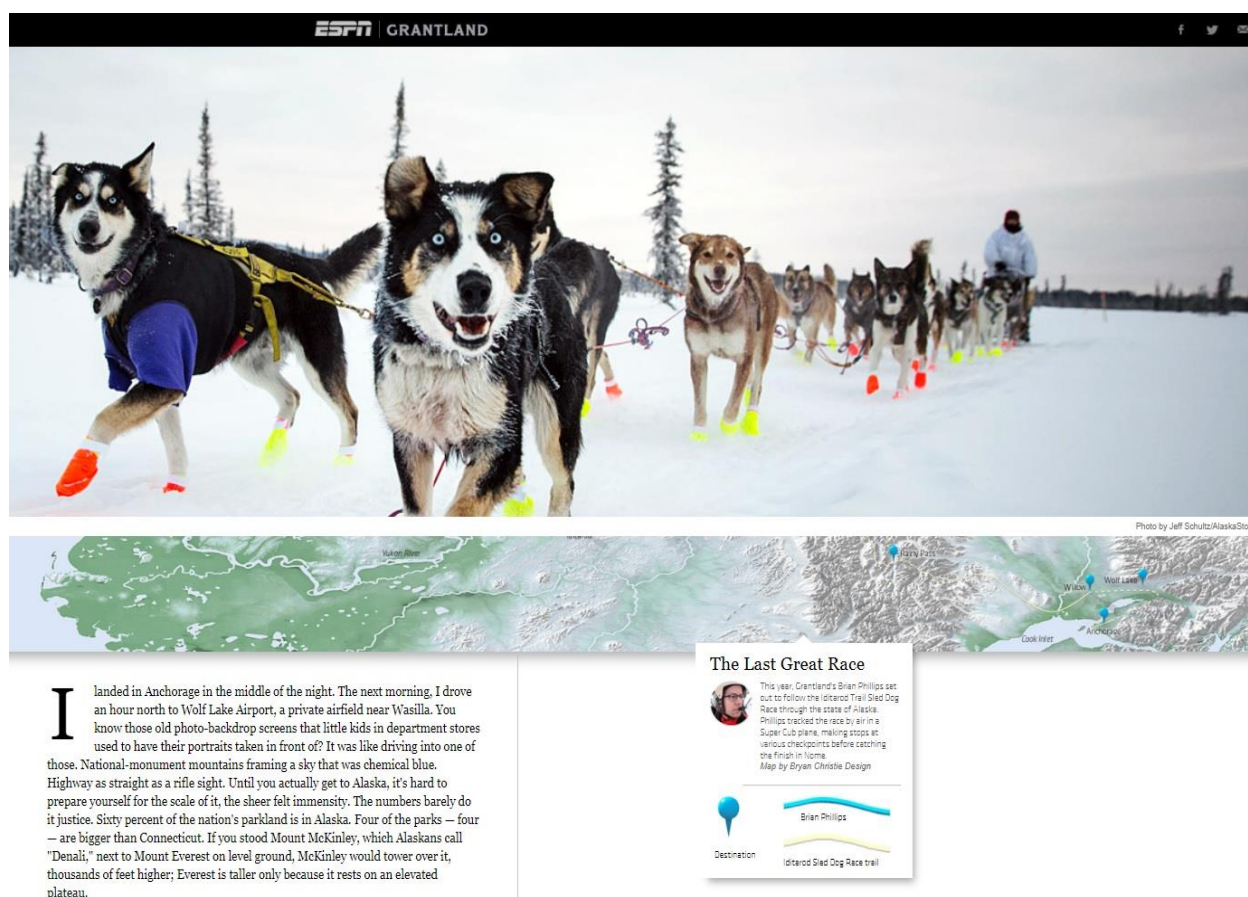 ESPN GRANTLAND
Photo by Jeff Schultz/AlaskaSto
Yukon River
Rainy Pass
Willow
Wolf Lake
Anchorage
Cook Inlet
The Last Great Race
This year, Grantland's Brian Phillips set
out to follow the Iditarod Trail Sled Dog
Race through the state of Alaska.
Phillips tracked the race by air in a
Super Cub plane, making stops at
various checkpoints before catching
the finish in Nome.
Map by Bryan Christie Design
Destination
Brian Phillips
Iditarod Sled Dog Race trail
I landed in Anchorage in the middle of the night. The next morning, I drove
an hour north to Wolf Lake Airport, a private airfield near Wasilla. You
know those old photo-backdrop screens that little kids in department stores
used to have their portraits taken in front of? It was like driving into one of
those. National-monument mountains framing a sky that was chemical blue.
Highway as straight as a rifle sight. Until you actually get to Alaska, it's hard to
prepare yourself for the scale of it, the sheer felt immensity. The numbers barely do
it justice. Sixty percent of the nation's parkland is in Alaska. Four of the parks — four
— are bigger than Connecticut. If you stood Mount McKinley, which Alaskans call
"Denali," next to Mount Everest on level ground, McKinley would tower over it,
thousands of feet higher; Everest is taller only because it rests on an elevated
plateau.